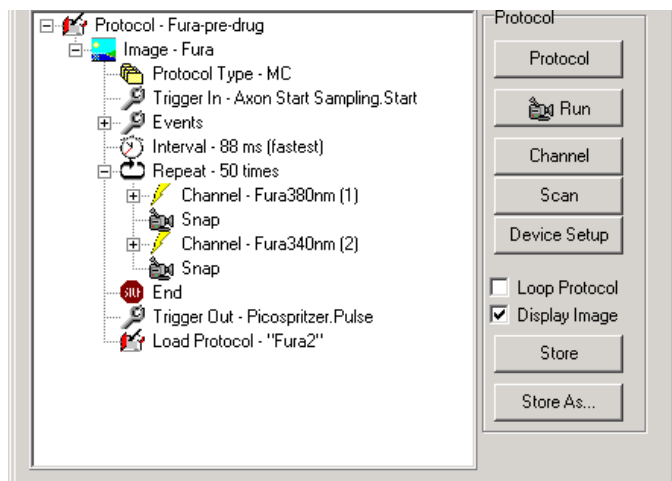 Protocol - Fura-pre-drug
Image - Fura
Protocol Type - MC
Trigger In - Axon Start Sampling.Start
Events
Interval - 88 ms (fastest)
Repeat - 50 times
Channel - Fura380nm (1)
Snap
Channel - Fura340nm (2)
Snap
End
Trigger Out - Picospritzer.Pulse
Load Protocol - "Fura2"
Protocol
Protocol
Run
Channel
Scan
Device Setup
Loop Protocol
Display Image
Store
Store As...